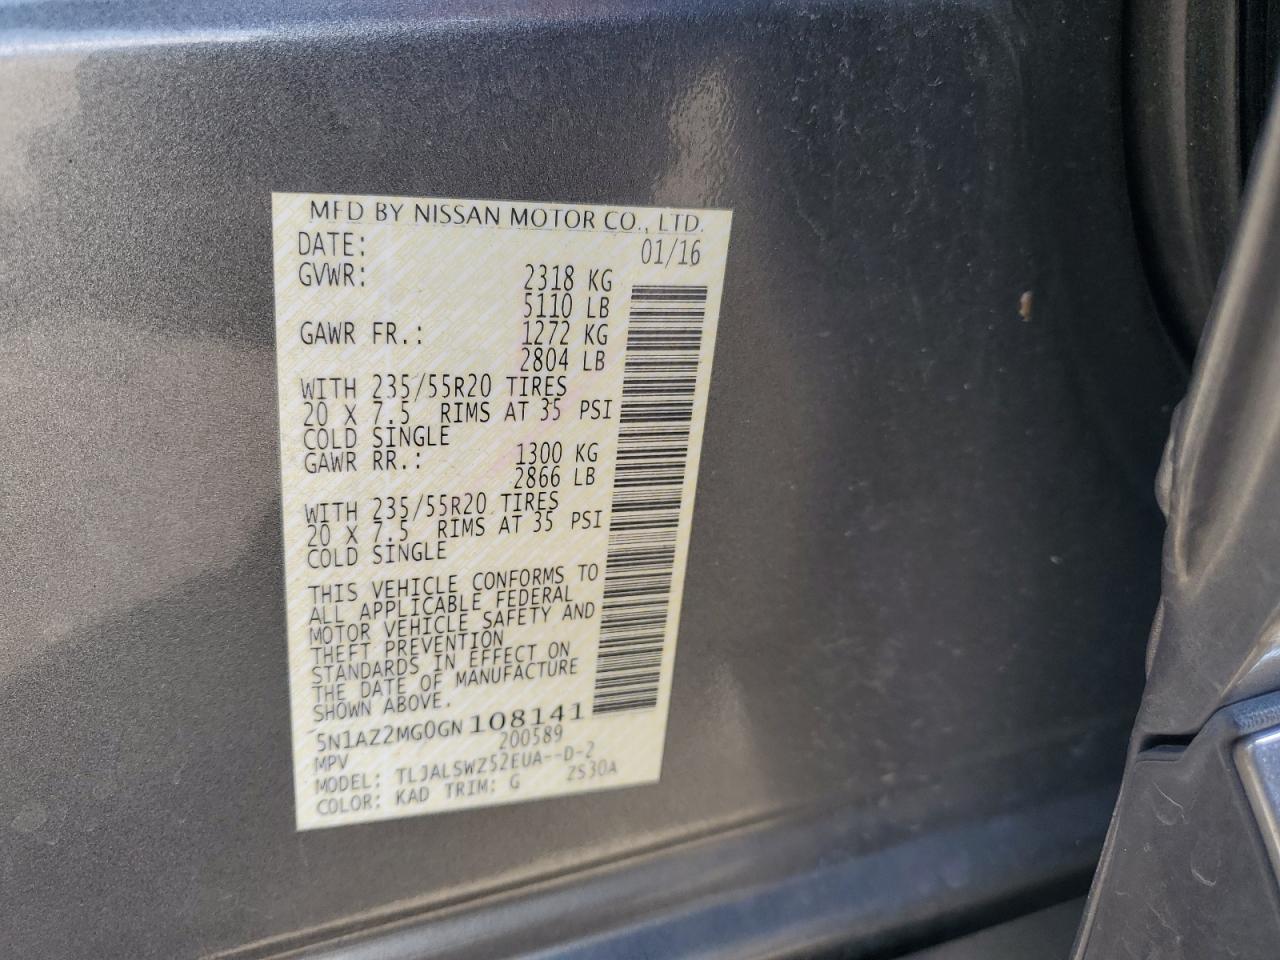 MFD BY NISSAN MOTOR CO., LTD.
DATE: 01/16
GVWR: 2318 KG
5110 LB
GAWR FR.: 1272 KG
2804 LB
WITH 235/55R20 TIRES
20 X 7.5 RIMS AT 35 PSI
COLD SINGLE
GAWR RR.: 1300 KG
2866 LB
WITH 235/55R20 TIRES
20 X 7.5 RIMS AT 35 PSI
COLD SINGLE
THIS VEHICLE CONFORMS TO
ALL APPLICABLE FEDERAL
MOTOR VEHICLE SAFETY AND
THEFT PREVENTION
STANDARDS IN EFFECT ON
THE DATE OF MANUFACTURE
SHOWN ABOVE.
5N1AZ2MG0GN108141
MPV 200589
MODEL: TLJALSWZ52EUA--D-2
COLOR: KAD TRIM: G ZS30A